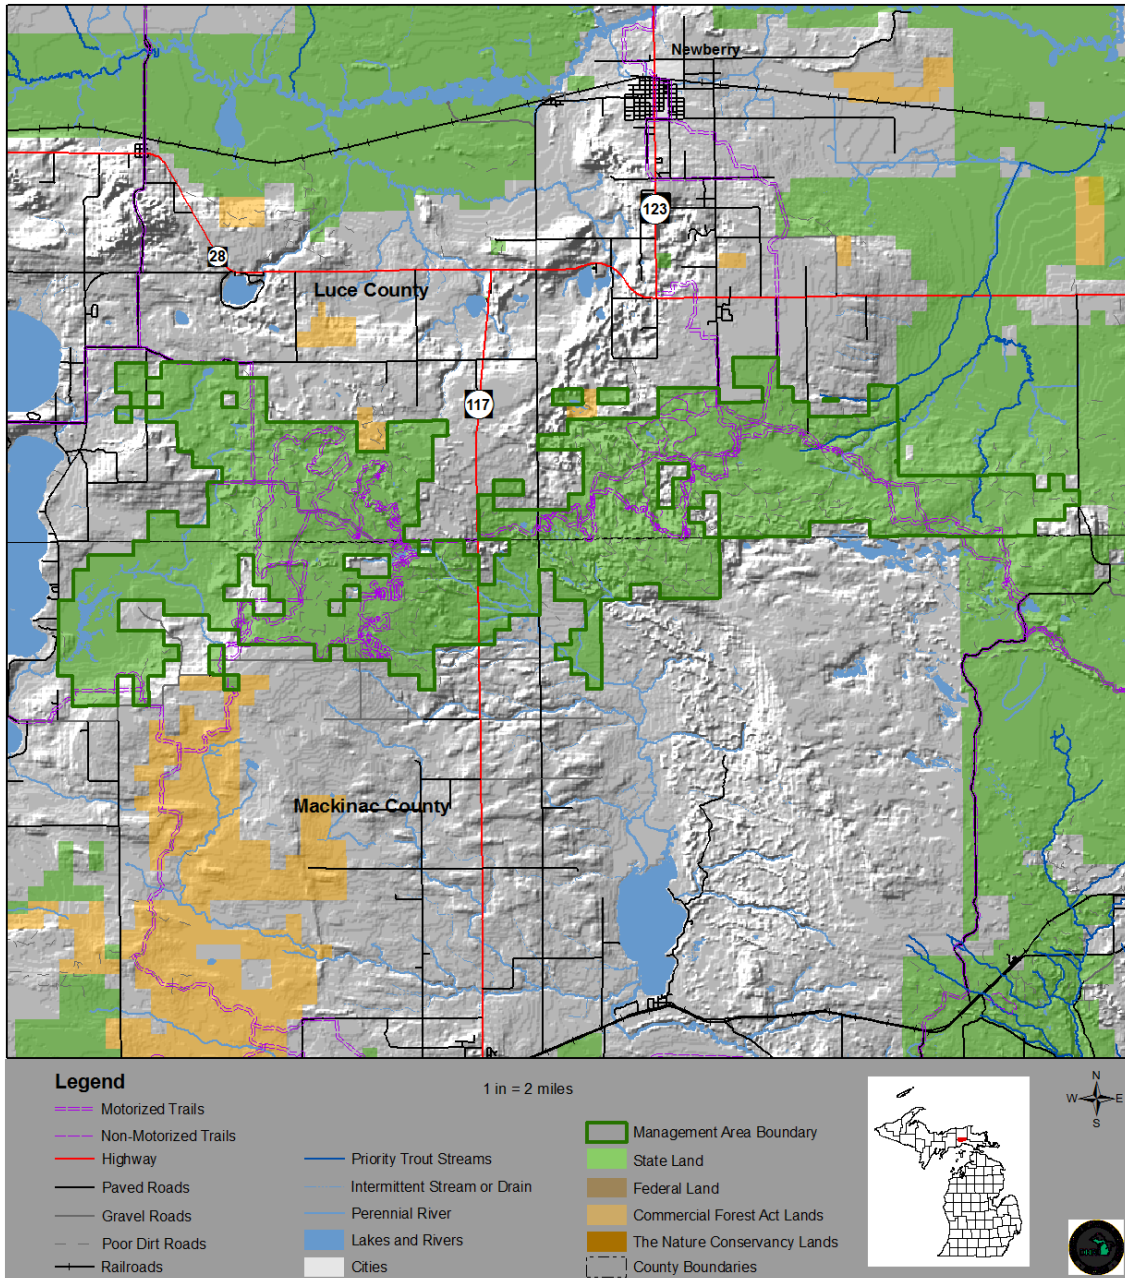 Newberry
123
28
Luce County
117
Mackinac County
Legend
1 in = 2 miles
Motorized Trails
Non-Motorized Trails
Highway
Paved Roads
Gravel Roads
Poor Dirt Roads
Railroads
Priority Trout Streams
Intermittent Stream or Drain
Perennial River
Lakes and Rivers
Cities
Management Area Boundary
State Land
Federal Land
Commercial Forest Act Lands
The Nature Conservancy Lands
County Boundaries
N
W E
S